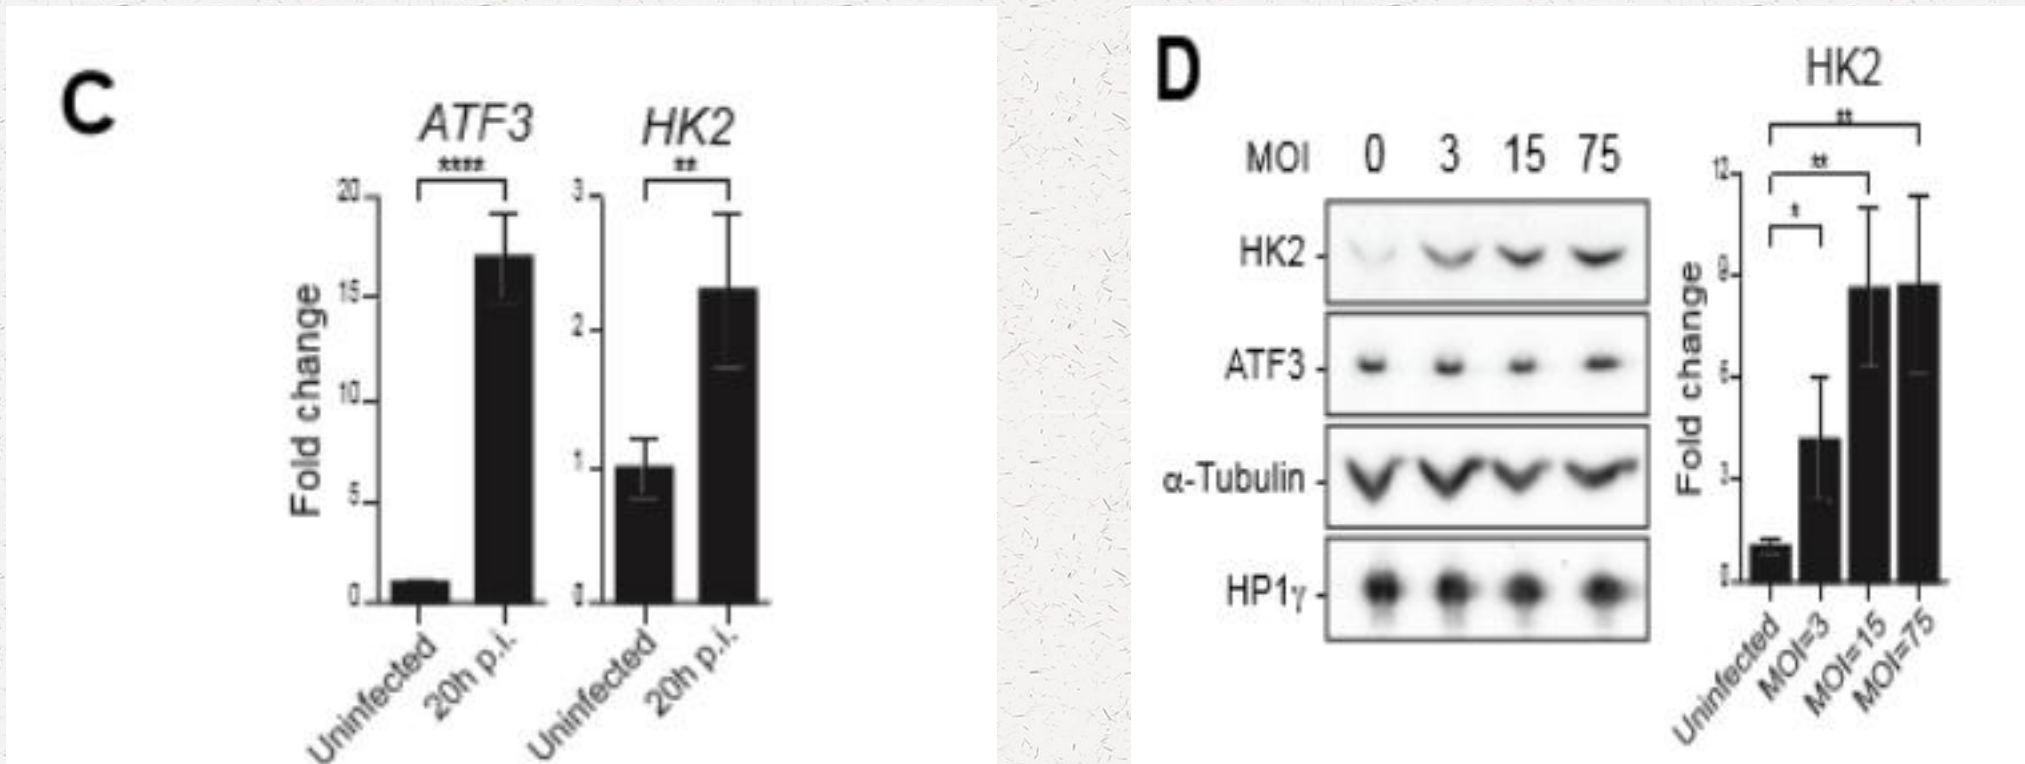 C
ATF3
HK2
****
**
20
15
10
5
0
3
2
1
0
Fold change
Uninfected
20h p.i.
Uninfected
20h p.i.
D
MOI 0 3 15 75
HK2
ATF3
α-Tubulin
HP1γ
HK2
**
**
*
12
9
6
3
0
Fold change
Uninfected
MOI=3
MOI=15
MOI=75